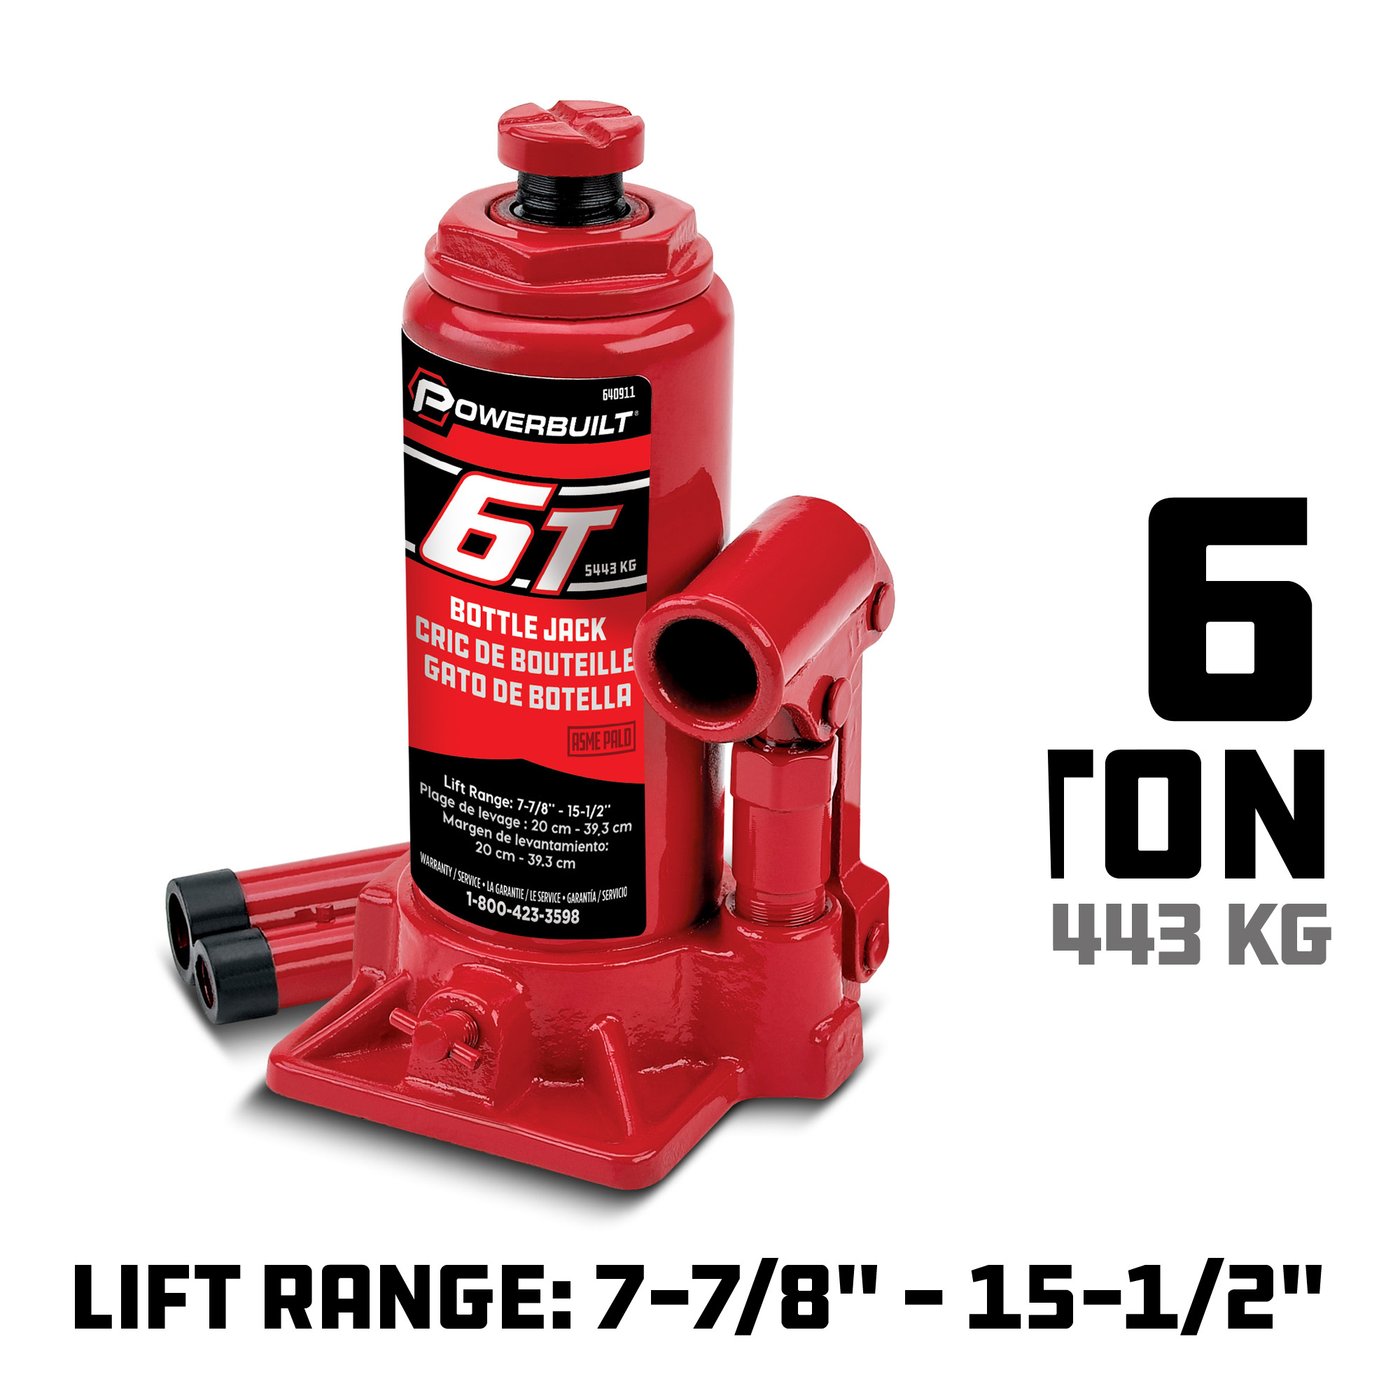 640911
POWERBUILT®
6.T
5443 KG
BOTTLE JACK
CRIC DE BOUTEILLE
GATO DE BOTELLA
ASME PALD
Lift Range: 7-7/8" - 15-1/2"
Plage de levage : 20 cm - 39,3 cm
Margen de levantamiento:
20 cm - 39.3 cm
WARRANTY / SERVICE • LA GARANTIE / LE SERVICE • GARANTÍA / SERVICIO
1-800-423-3598
6
TON
443 KG
LIFT RANGE: 7-7/8" - 15-1/2"